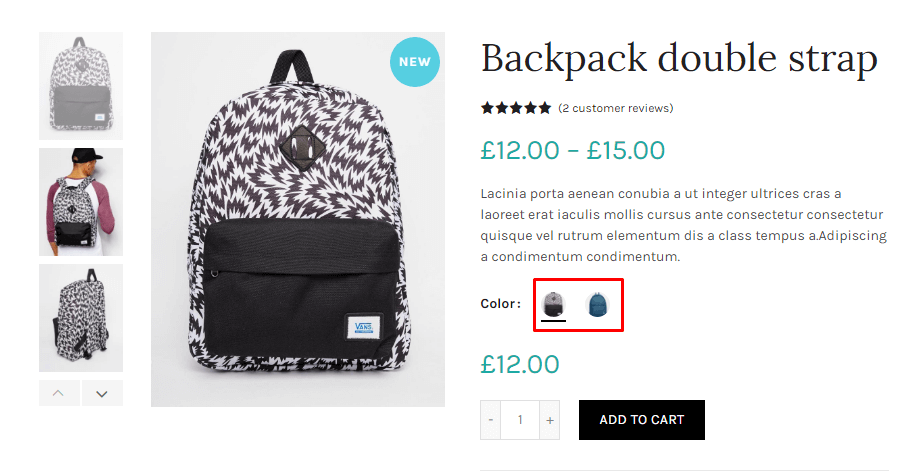 NEW
VANS
Backpack double strap
(2 customer reviews)
£12.00 – £15.00
Lacinia porta aenean conubia a ut integer ultrices cras a
laoreet erat iaculis mollis cursus ante consectetur consectetur
quisque vel rutrum elementum dis a class tempus a.Adipiscing
a condimentum condimentum.
Color:
£12.00
- 1 +
ADD TO CART